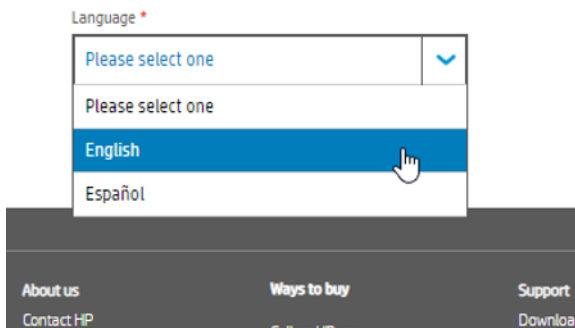 Language *
Please select one
Please select one
English
Español
About us
Ways to buy
Support
Contact HP